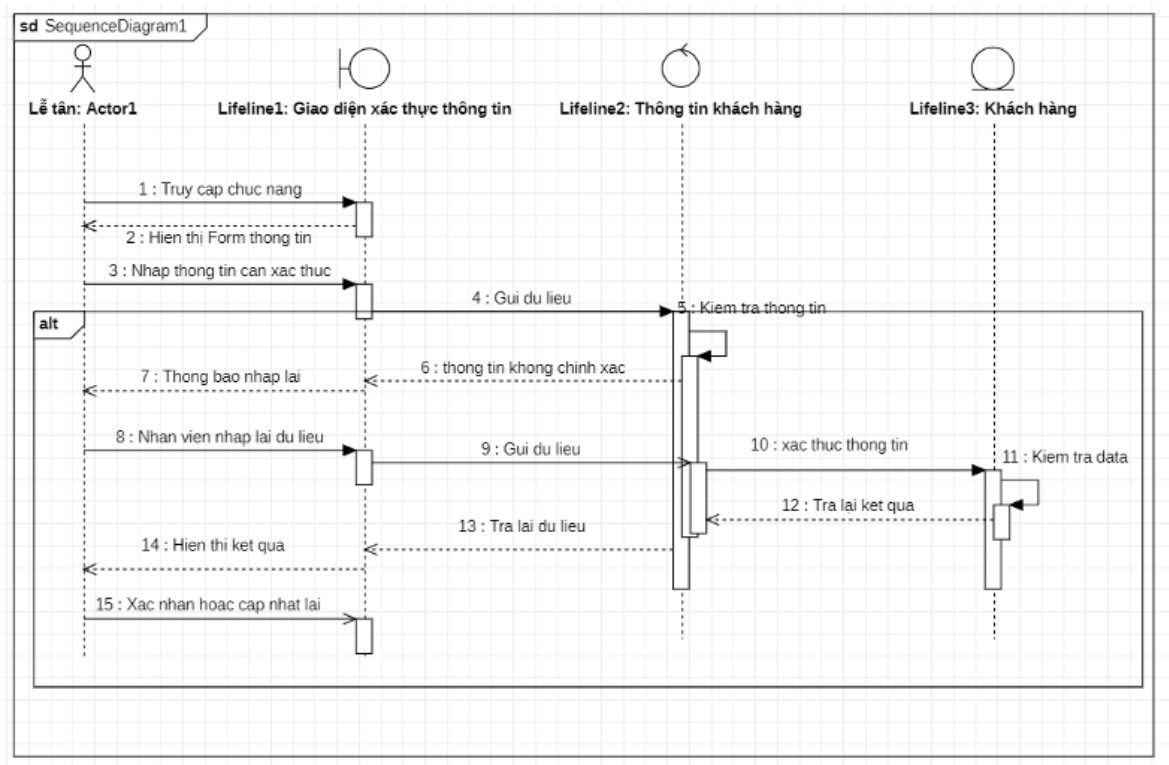 sd SequenceDiagram1
Lễ tân: Actor1
Lifeline1: Giao diện xác thực thông tin
Lifeline2: Thông tin khách hàng
Lifeline3: Khách hàng
1 : Truy cap chuc nang
2 : Hien thị Form thong tin
3 : Nhap thong tin can xac thuc
4 : Gui du lieu
5 : Kiem tra thong tin
alt
6 : thong tin khong chinh xac
7 : Thong bao nhap lai
8 : Nhan vien nhap lai du lieu
9 : Gui du lieu
10 : xac thuc thong tin
11 : Kiem tra data
12 : Tra lại ket qua
13 : Tra lai du lieu
14 : Hien thi ket qua
15 : Xac nhan hoac cap nhat lai